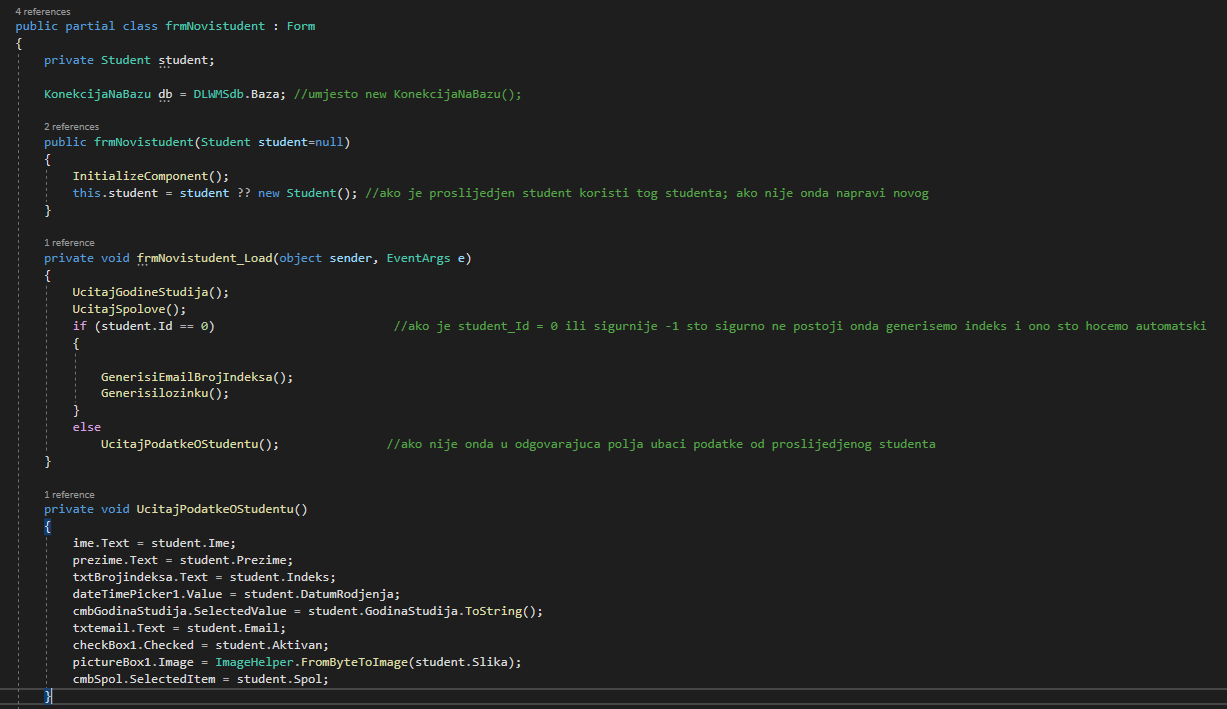 4 references
public partial class frmNovistudent : Form
{
private Student student;
KonekcijaNaBazu db = DLWMSdb.Baza; //umjesto new KonekcijaNaBazu();
2 references
public frmNovistudent(Student student=null)
{
InitializeComponent();
this.student = student ?? new Student(); //ako je proslijedjen student koristi tog studenta; ako nije onda napravi novog
}
1 reference
private void frmNovistudent_Load(object sender, EventArgs e)
{
UcitajGodineStudija();
UcitajSpolove();
if (student.Id == 0) //ako je student_Id = 0 ili sigurnije -1 sto sigurno ne postoji onda generisemo indeks i ono sto hocemo automatski
{
GenerisiEmailBrojIndeksa();
Generisilozinku();
}
else
UcitajPodatkeOStudentu(); //ako nije onda u odgovarajuca polja ubaci podatke od proslijedjenog studenta
}
1 reference
private void UcitajPodatkeOStudentu()
{
ime.Text = student.Ime;
prezime.Text = student.Prezime;
txtBrojindeksa.Text = student.Indeks;
dateTimePicker1.Value = student.DatumRodjenja;
cmbGodinaStudija.SelectedValue = student.GodinaStudija.ToString();
txtemail.Text = student.Email;
checkBox1.Checked = student.Aktivan;
pictureBox1.Image = ImageHelper.FromByteToImage(student.Slika);
cmbSpol.SelectedItem = student.Spol;
}